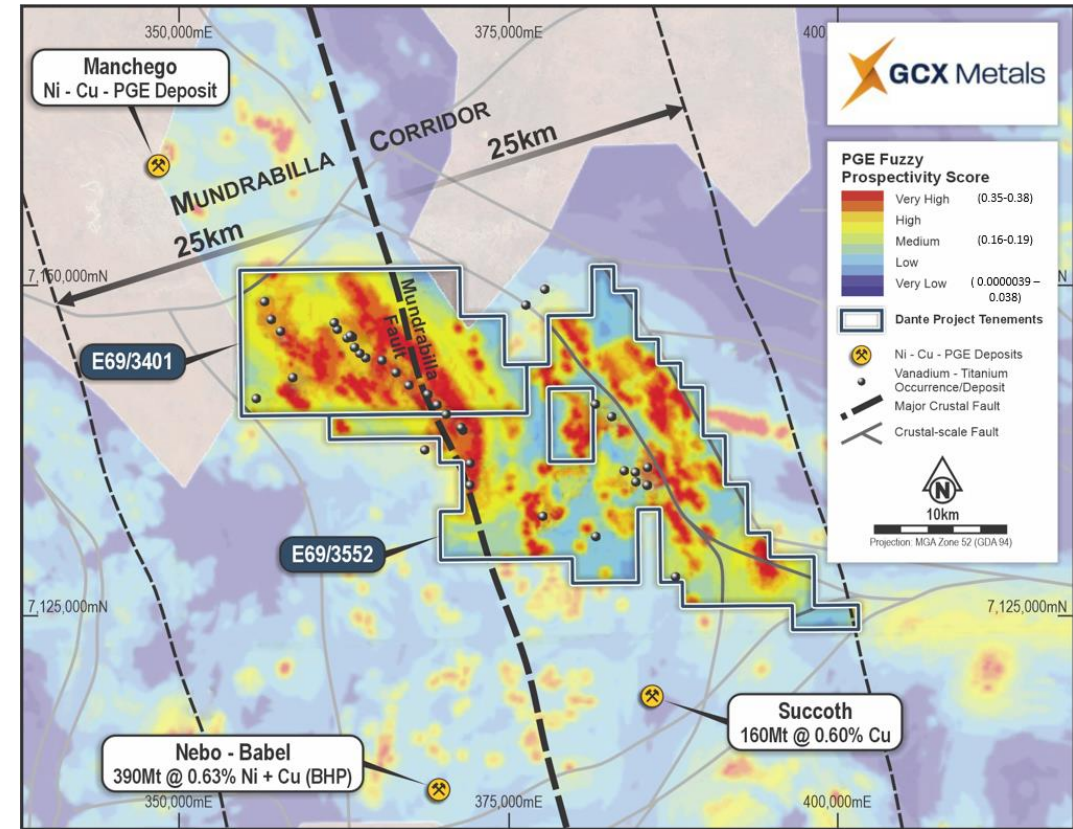 350,000mE
375,000mE
400
Manchego
Ni - Cu - PGE Deposit
GCX Metals
MUNDRABILLA CORRIDOR
25km
25km
PGE Fuzzy
Prospectivity Score
Very High (0.35-0.38)
High
Medium (0.16-0.19)
Low
Very Low ( 0.0000039 –
0.038)
Dante Project Tenements
Ni - Cu - PGE Deposits
Vanadium - Titanium
Occurrence/Deposit
Major Crustal Fault
Crustal-scale Fault
N
10km
Projection: MGA Zone 52 (GDA 94)
7,150,000mN
N
Mundrabilla
Fault
E69/3401
E69/3552
7,125,000mN
7,125,000mN
Succoth
160Mt @ 0.60% Cu
Nebo - Babel
390Mt @ 0.63% Ni + Cu (BHP)
350,000mE
375,000mE
400,000mE